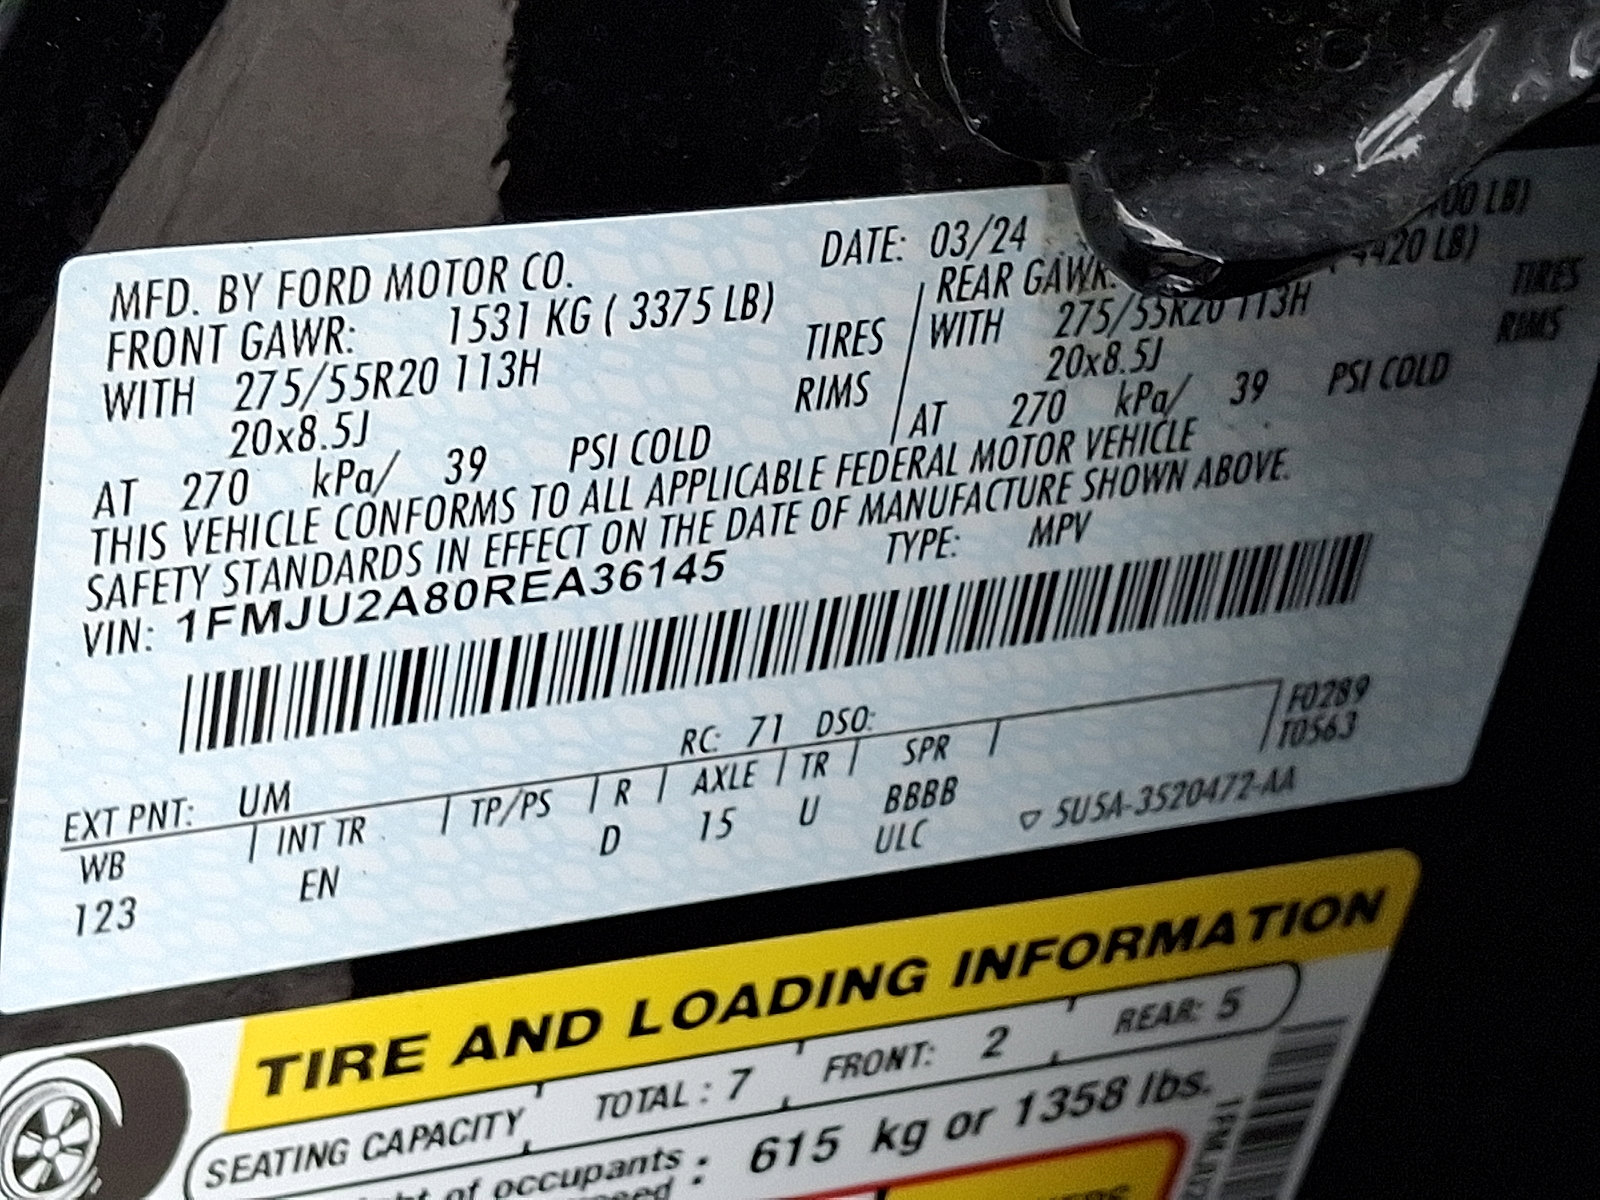 MFD. BY FORD MOTOR CO.
DATE: 03/24
00 LB)
FRONT GAWR: 1531 KG ( 3375 LB)
REAR GAWR: 4420 LB)
WITH 275/55R20 113H TIRES
WITH 275/55R20 113H TIRES
20x8.5J RIMS
20x8.5J RIMS
AT 270 kPa/ 39 PSI COLD
AT 270 kPa/ 39 PSI COLD
THIS VEHICLE CONFORMS TO ALL APPLICABLE FEDERAL MOTOR VEHICLE
SAFETY STANDARDS IN EFFECT ON THE DATE OF MANUFACTURE SHOWN ABOVE.
VIN: 1FMJU2A80REA36145
TYPE: MPV
F0289
T0563
RC: 71 DSO:
EXT PNT: UM
WB INT TR TP/PS R AXLE TR SPR
123 EN D 15 U BBBB
ULC
5U5A-3520472-AA
TIRE AND LOADING INFORMATION
SEATING CAPACITY TOTAL : 7 FRONT: 2 REAR: 5
of occupants : 615 kg or 1358 lbs.